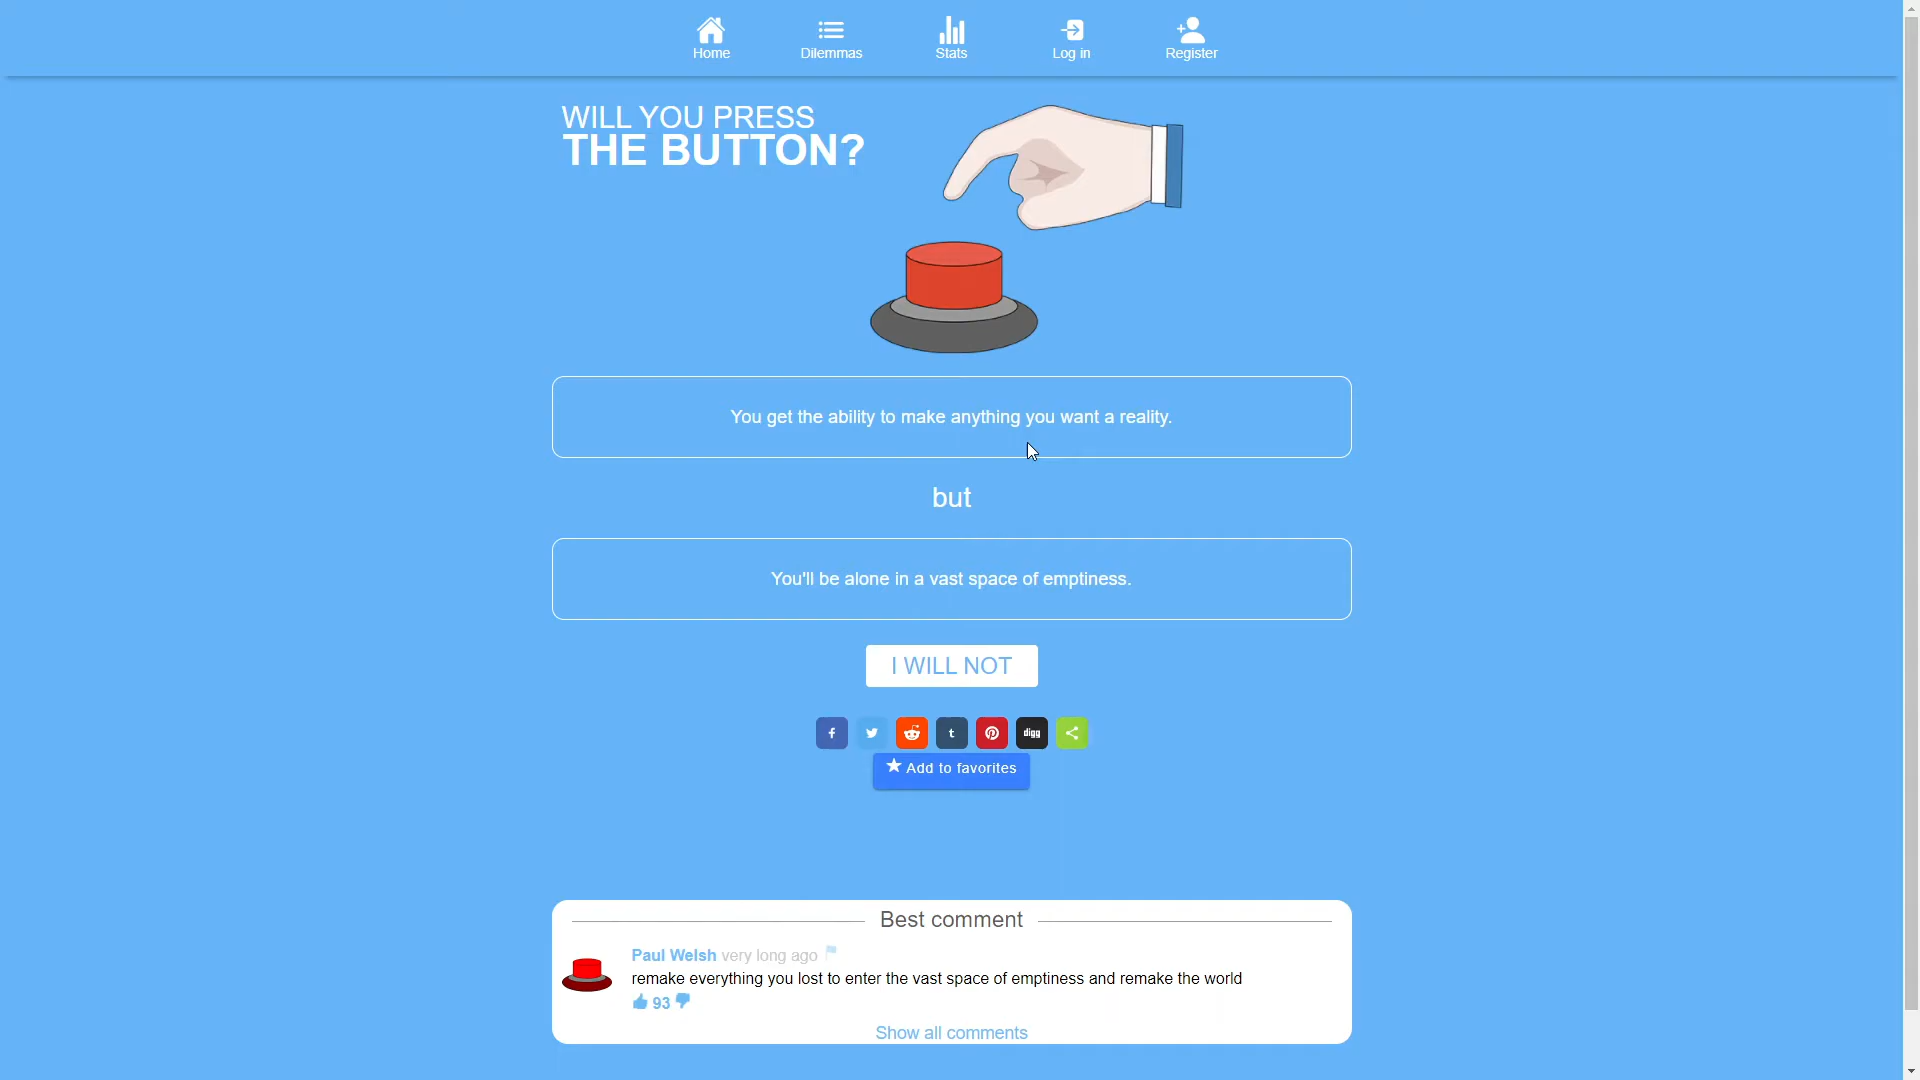 Home
Dilemmas
Stats
Log in
Register
WILL YOU PRESS
THE BUTTON?
You get the ability to make anything you want a reality.
but
You'll be alone in a vast space of emptiness.
I WILL NOT
f
t
digg
Add to favorites
Best comment
Paul Welsh very long ago
remake everything you lost to enter the vast space of emptiness and remake the world
93
Show all comments